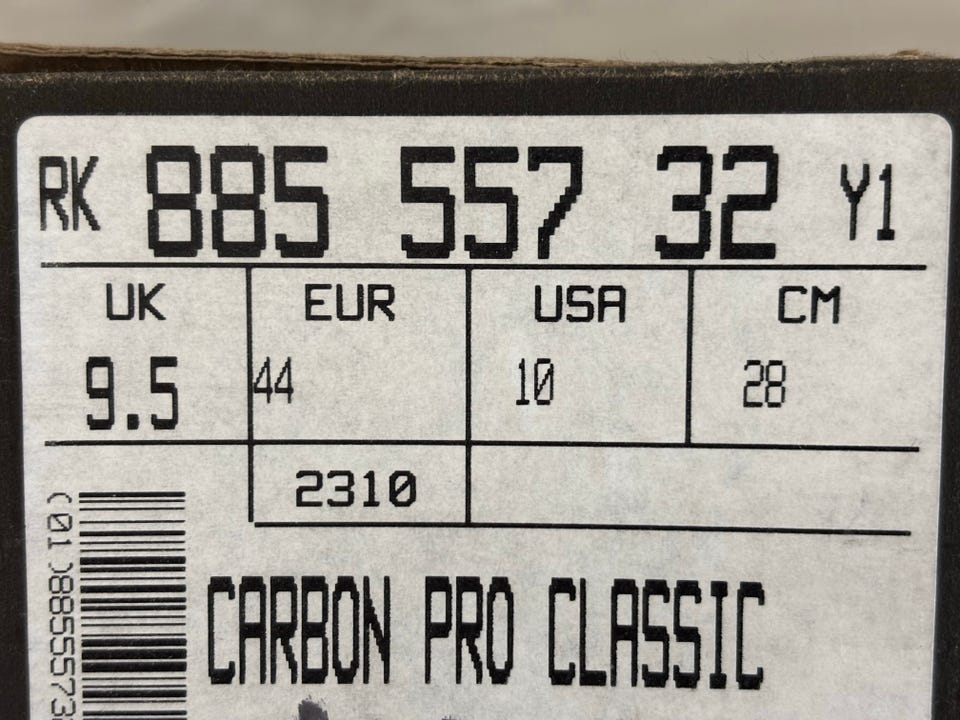 RK 885 557 32 Y1
UK EUR USA CM
9.5 44 10 28
2310
CARBON PRO CLASSIC